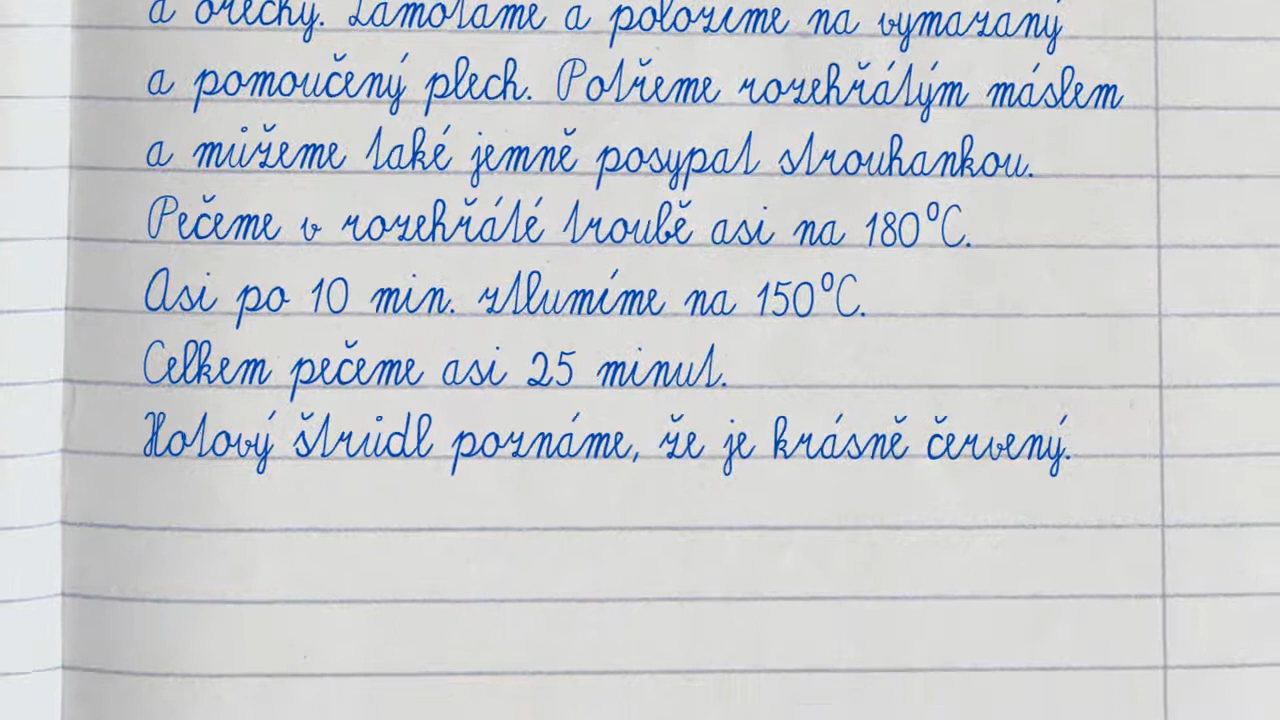 a ořechy. Zamotáme a položíme na vymazaný
a pomoučený plech. Potřeme rozehřátým máslem
a můžeme také jemně posypat strouhankou.
Pečeme v rozehřáté troubě asi na 180°C.
Asi po 10 min. ztlumíme na 150°C.
Celkem pečeme asi 25 minut.
Hotový štrúdl poznáme, že je krásně červený.